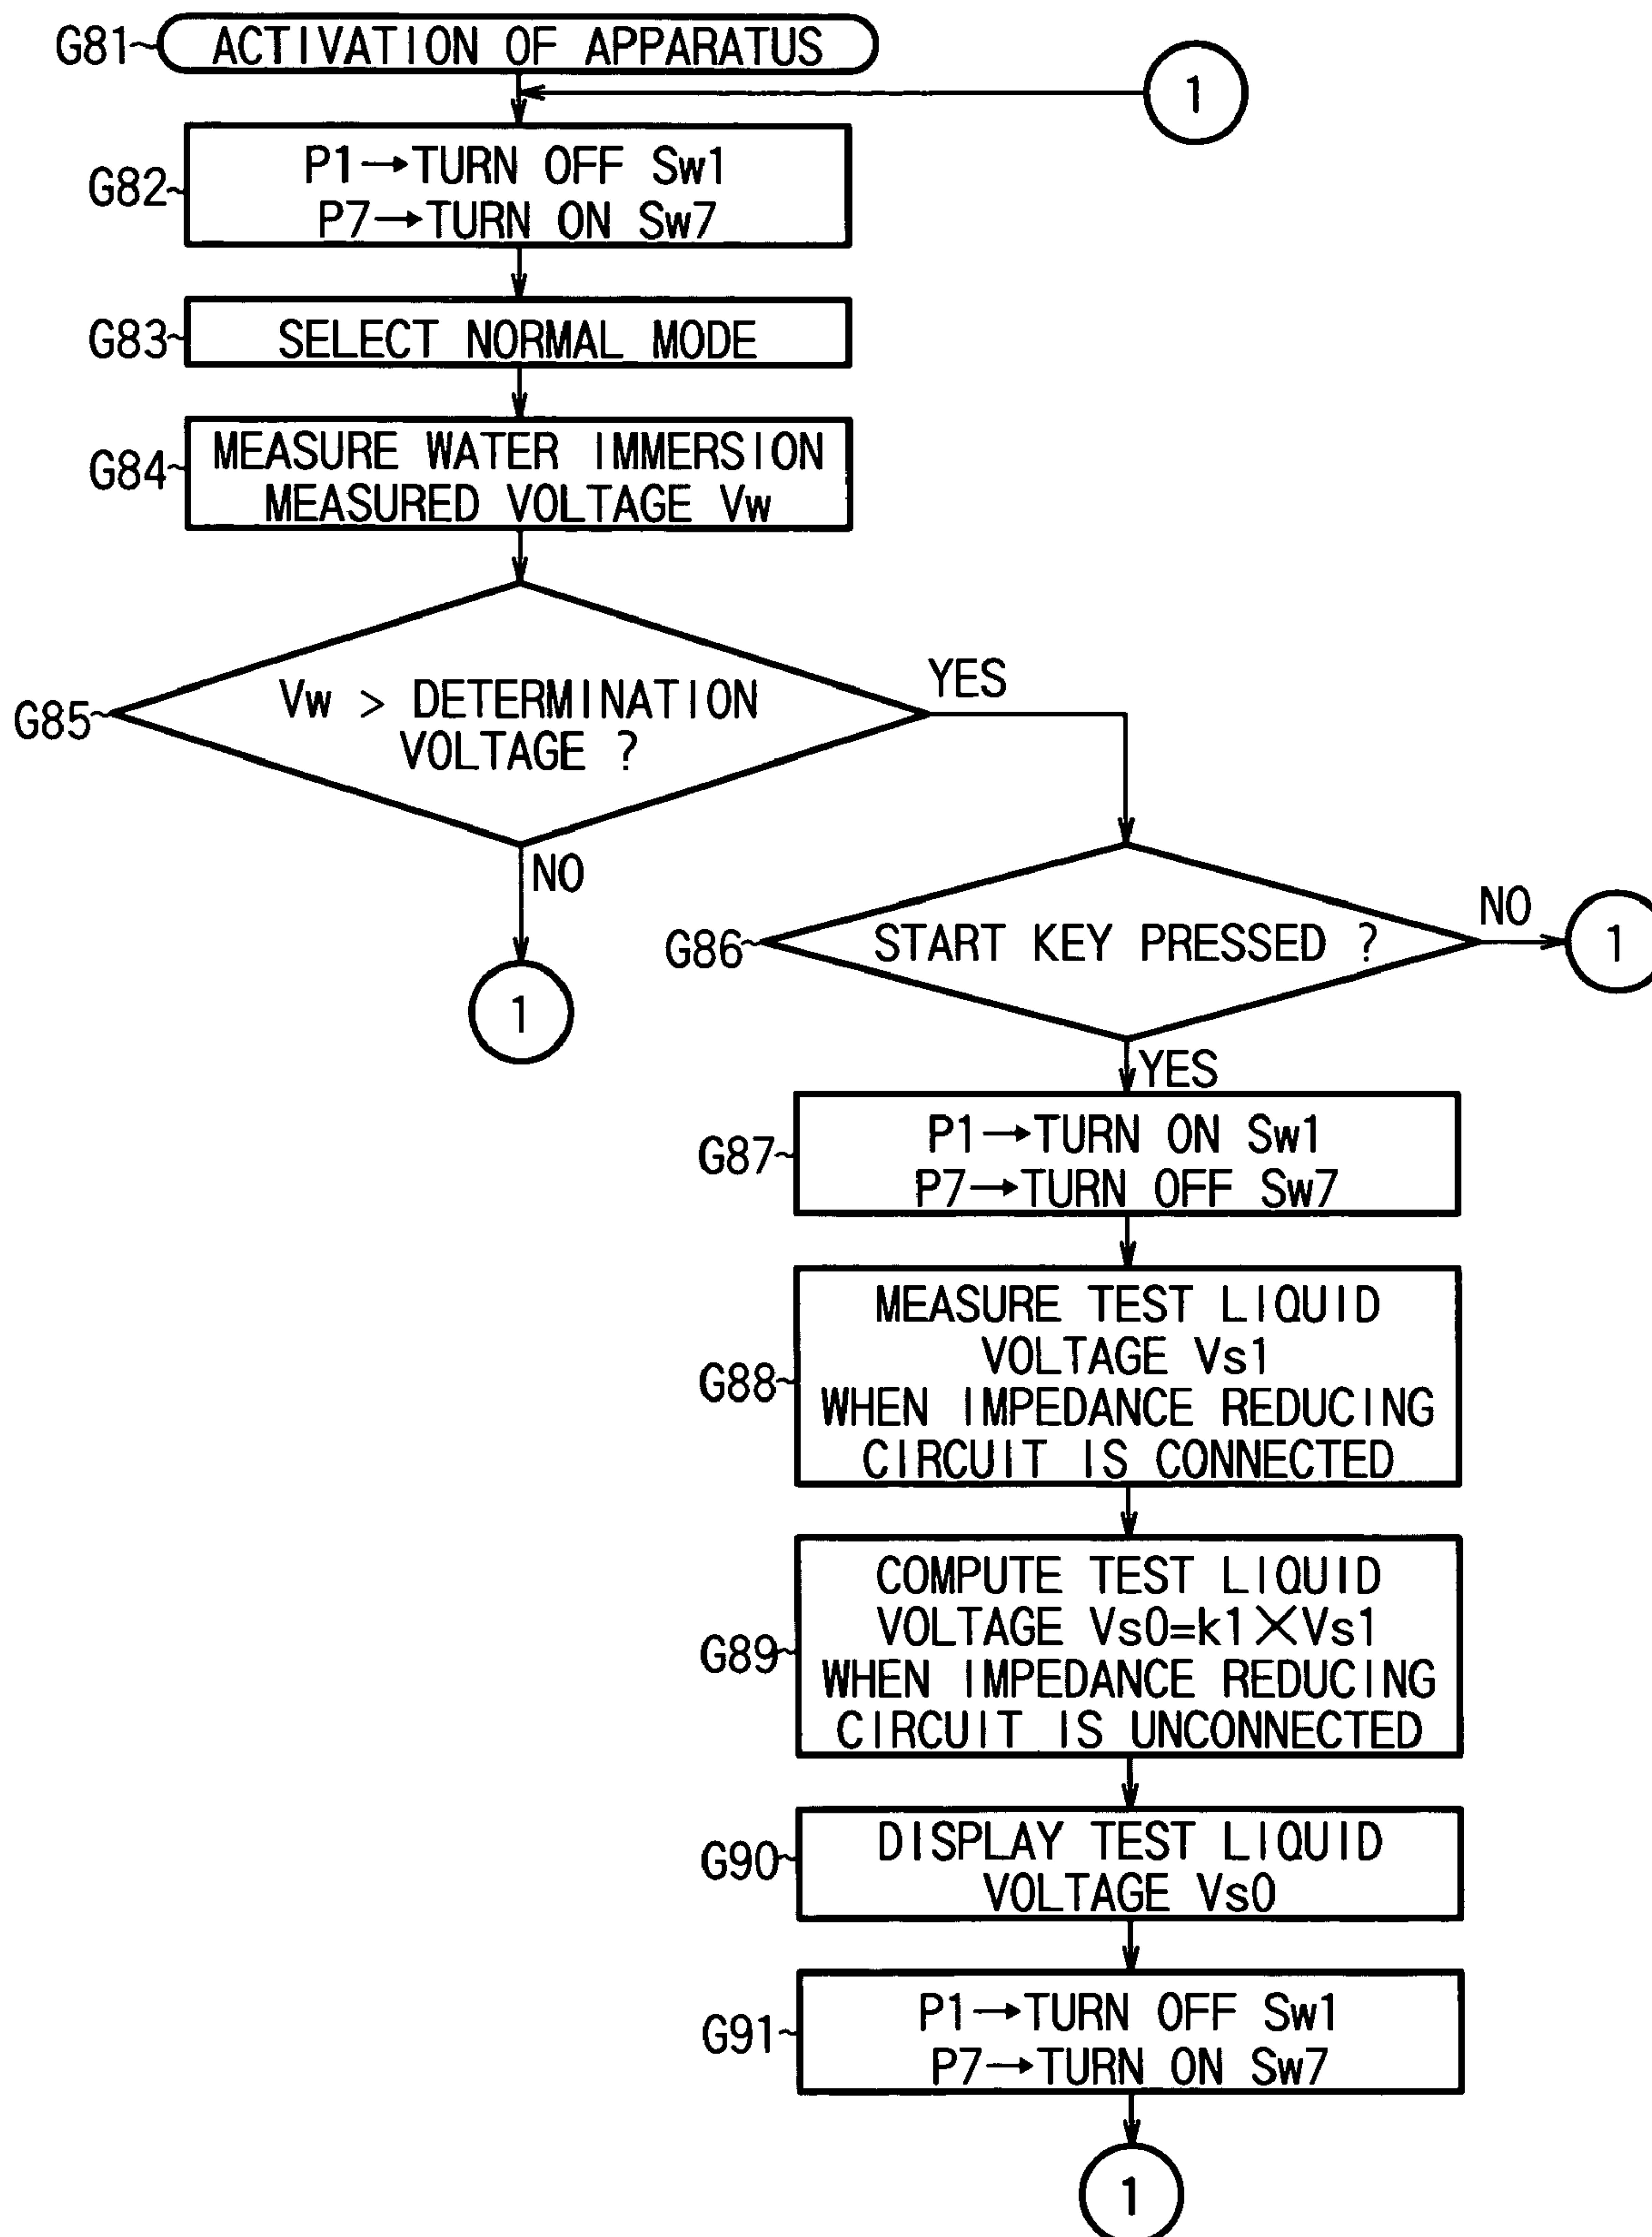 G81
ACTIVATION OF APPARATUS
1
G82
P1→TURN OFF Sw1
P7→TURN ON Sw7
G83
SELECT NORMAL MODE
G84
MEASURE WATER IMMERSION
MEASURED VOLTAGE Vw
G85
Vw > DETERMINATION
VOLTAGE ?
YES
NO
1
G86
START KEY PRESSED ?
NO
1
YES
G87
P1→TURN ON Sw1
P7→TURN OFF Sw7
G88
MEASURE TEST LIQUID
VOLTAGE Vs1
WHEN IMPEDANCE REDUCING
CIRCUIT IS CONNECTED
G89
COMPUTE TEST LIQUID
VOLTAGE Vs0=k1×Vs1
WHEN IMPEDANCE REDUCING
CIRCUIT IS UNCONNECTED
G90
DISPLAY TEST LIQUID
VOLTAGE Vs0
G91
P1→TURN OFF Sw1
P7→TURN ON Sw7
1